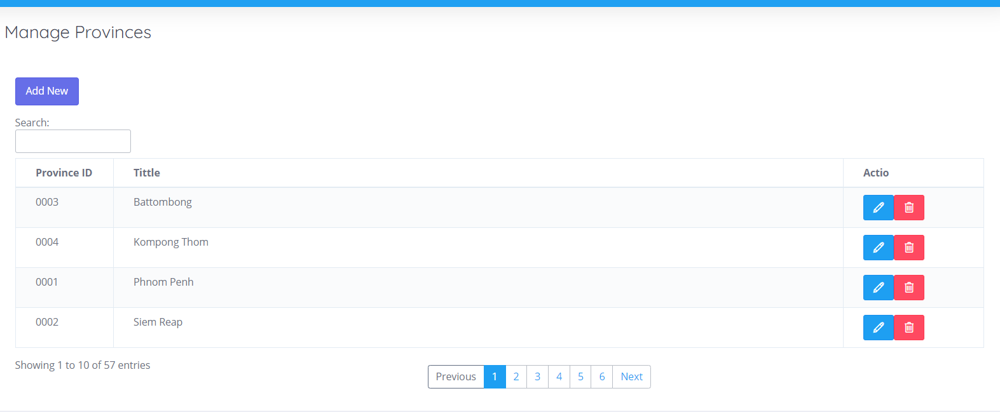 Manage Provinces
Add New
Search:
Province ID Tittle Actio
0003 Battombong
0004 Kompong Thom
0001 Phnom Penh
0002 Siem Reap
Showing 1 to 10 of 57 entries
Previous 1 2 3 4 5 6 Next